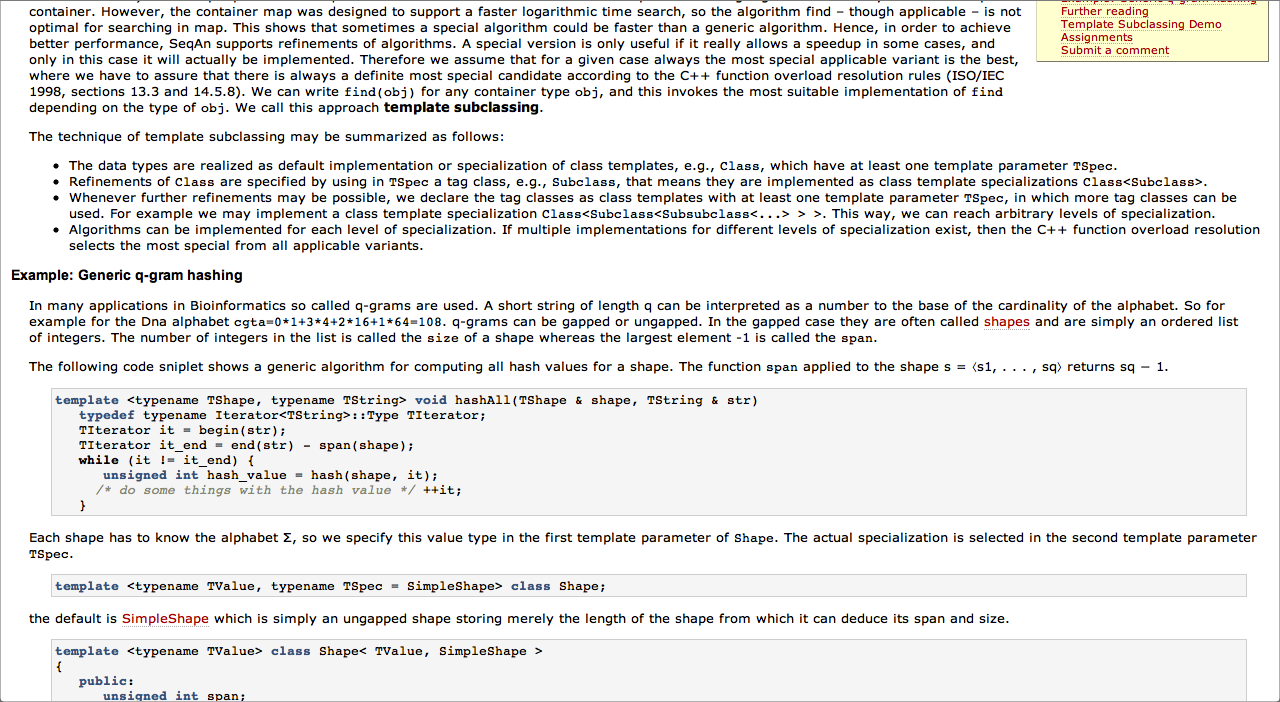 container. However, the container map was designed to support a faster logarithmic time search, so the algorithm find – though applicable – is not
optimal for searching in map. This shows that sometimes a special algorithm could be faster than a generic algorithm. Hence, in order to achieve
better performance, SeqAn supports refinements of algorithms. A special version is only useful if it really allows a speedup in some cases, and
only in this case it will actually be implemented. Therefore we assume that for a given case always the most special applicable variant is the best,
where we have to assure that there is always a definite most special candidate according to the C++ function overload resolution rules (ISO/IEC
1998, sections 13.3 and 14.5.8). We can write find(obj) for any container type obj, and this invokes the most suitable implementation of find
depending on the type of obj. We call this approach template subclassing.
Further reading
Template Subclassing Demo
Assignments
Submit a comment
The technique of template subclassing may be summarized as follows:
• The data types are realized as default implementation or specialization of class templates, e.g., Class, which have at least one template parameter TSpec.
• Refinements of Class are specified by using in TSpec a tag class, e.g., Subclass, that means they are implemented as class template specializations Class<Subclass>.
• Whenever further refinements may be possible, we declare the tag classes as class templates with at least one template parameter TSpec, in which more tag classes can be
used. For example we may implement a class template specialization Class<Subclass<Subsubclass<...> > >. This way, we can reach arbitrary levels of specialization.
• Algorithms can be implemented for each level of specialization. If multiple implementations for different levels of specialization exist, then the C++ function overload resolution
selects the most special from all applicable variants.
Example: Generic q-gram hashing
In many applications in Bioinformatics so called q-grams are used. A short string of length q can be interpreted as a number to the base of the cardinality of the alphabet. So for
example for the Dna alphabet cgta=0*1+3*4+2*16+1*64=108. q-grams can be gapped or ungapped. In the gapped case they are often called shapes and are simply an ordered list
of integers. The number of integers in the list is called the size of a shape whereas the largest element -1 is called the span.
The following code sniplet shows a generic algorithm for computing all hash values for a shape. The function span applied to the shape s = ⟨s1, . . . , sq⟩ returns sq − 1.
template <typename TShape, typename TString> void hashAll(TShape & shape, TString & str)
typedef typename Iterator<TString>::Type TIterator;
TIterator it = begin(str);
TIterator it_end = end(str) - span(shape);
while (it != it_end) {
unsigned int hash_value = hash(shape, it);
/* do some things with the hash value */ ++it;
}
Each shape has to know the alphabet Σ, so we specify this value type in the first template parameter of Shape. The actual specialization is selected in the second template parameter
TSpec.
template <typename TValue, typename TSpec = SimpleShape> class Shape;
the default is SimpleShape which is simply an ungapped shape storing merely the length of the shape from which it can deduce its span and size.
template <typename TValue> class Shape< TValue, SimpleShape >
{
public:
unsigned int span;